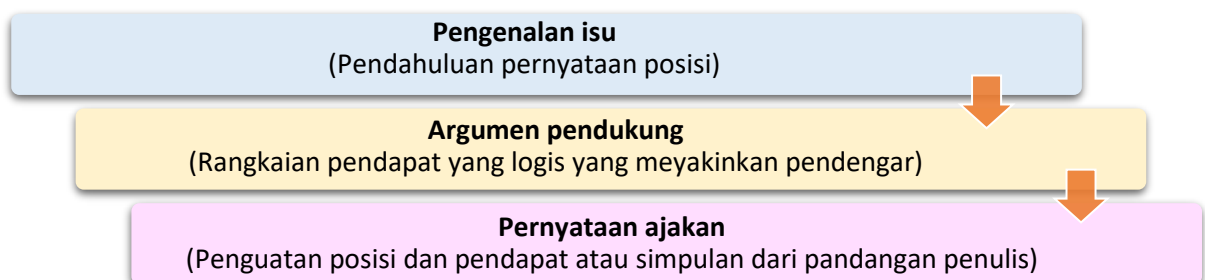 Pengenalan isu
(Pendahuluan pernyataan posisi)
Argumen pendukung
(Rangkaian pendapat yang logis yang meyakinkan pendengar)
Pernyataan ajakan
(Penguatan posisi dan pendapat atau simpulan dari pandangan penulis)